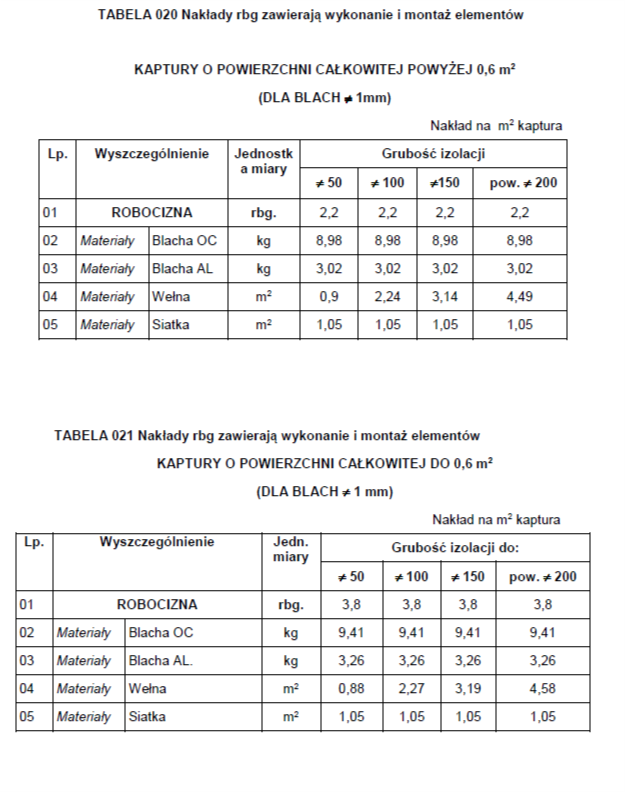 TABELA 020 Nakłady rbg zawierają wykonanie i montaż elementów
KAPTURY O POWIERZCHNI CAŁKOWITEJ POWYŻEJ 0,6 m²
(DLA BLACH ≠ 1mm)
Nakład na m² kaptura
Lp. Wyszczególnienie Jednostk Grubość izolacji
a miary
≠ 50 ≠ 100 ≠150 pow. ≠ 200
01 ROBOCIZNA rbg. 2,2 2,2 2,2 2,2
02 Materiały Blacha OC kg 8,98 8,98 8,98 8,98
03 Materiały Blacha AL kg 3,02 3,02 3,02 3,02
04 Materiały Wełna m² 0,9 2,24 3,14 4,49
05 Materiały Siatka m² 1,05 1,05 1,05 1,05
TABELA 021 Nakłady rbg zawierają wykonanie i montaż elementów
KAPTURY O POWIERZCHNI CAŁKOWITEJ DO 0,6 m²
(DLA BLACH ≠ 1 mm)
Nakład na m² kaptura
Lp. Wyszczególnienie Jedn. Grubość izolacji do:
miary
≠ 50 ≠ 100 ≠ 150 pow. ≠ 200
01 ROBOCIZNA rbg. 3,8 3,8 3,8 3,8
02 Materiały Blacha OC kg 9,41 9,41 9,41 9,41
03 Materiały Blacha AL. kg 3,26 3,26 3,26 3,26
04 Materiały Wełna m² 0,88 2,27 3,19 4,58
05 Materiały Siatka m² 1,05 1,05 1,05 1,05